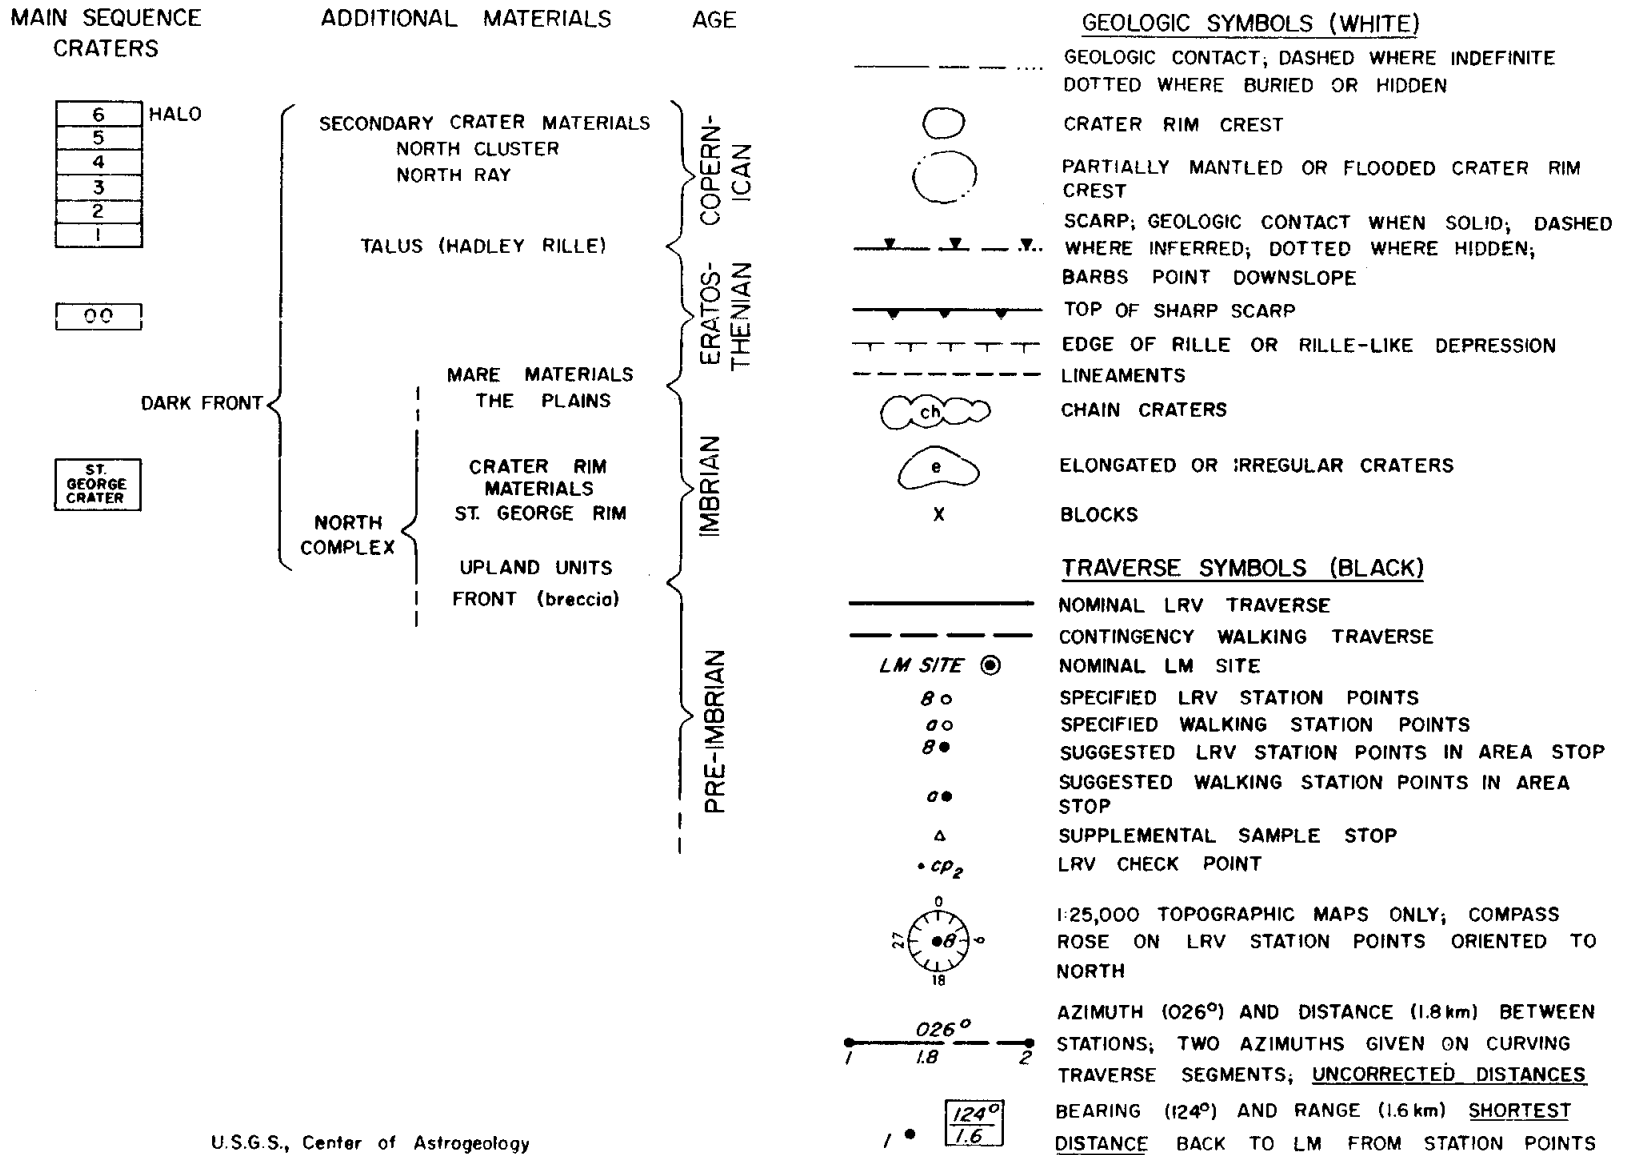 MAIN SEQUENCE
CRATERS
6 HALO
5
4
3
2
1
00
ST.
GEORGE
CRATER
DARK FRONT
ADDITIONAL MATERIALS
SECONDARY CRATER MATERIALS
NORTH CLUSTER
NORTH RAY
TALUS (HADLEY RILLE)
MARE MATERIALS
THE PLAINS
CRATER RIM
MATERIALS
ST. GEORGE RIM
NORTH
COMPLEX
UPLAND UNITS
FRONT (breccia)
AGE
COPERN-
ICAN
ERATOS-
THENIAN
IMBRIAN
PRE-IMBRIAN
U.S.G.S., Center of Astrogeology
GEOLOGIC SYMBOLS (WHITE)
GEOLOGIC CONTACT; DASHED WHERE INDEFINITE
DOTTED WHERE BURIED OR HIDDEN
CRATER RIM CREST
PARTIALLY MANTLED OR FLOODED CRATER RIM
CREST
SCARP; GEOLOGIC CONTACT WHEN SOLID; DASHED
WHERE INFERRED; DOTTED WHERE HIDDEN;
BARBS POINT DOWNSLOPE
TOP OF SHARP SCARP
EDGE OF RILLE OR RILLE-LIKE DEPRESSION
LINEAMENTS
ch CHAIN CRATERS
e ELONGATED OR IRREGULAR CRATERS
X BLOCKS
TRAVERSE SYMBOLS (BLACK)
NOMINAL LRV TRAVERSE
CONTINGENCY WALKING TRAVERSE
LM SITE NOMINAL LM SITE
8 SPECIFIED LRV STATION POINTS
a SPECIFIED WALKING STATION POINTS
8 SUGGESTED LRV STATION POINTS IN AREA STOP
SUGGESTED WALKING STATION POINTS IN AREA
a STOP
SUPPLEMENTAL SAMPLE STOP
cp2 LRV CHECK POINT
0
1:25,000 TOPOGRAPHIC MAPS ONLY; COMPASS
27 8 9 ROSE ON LRV STATION POINTS ORIENTED TO
18 NORTH
AZIMUTH (026°) AND DISTANCE (1.8 km) BETWEEN
026°
1 1.8 2 STATIONS; TWO AZIMUTHS GIVEN ON CURVING
TRAVERSE SEGMENTS; UNCORRECTED DISTANCES
124° BEARING (124°) AND RANGE (1.6 km) SHORTEST
1 1.6 DISTANCE BACK TO LM FROM STATION POINTS